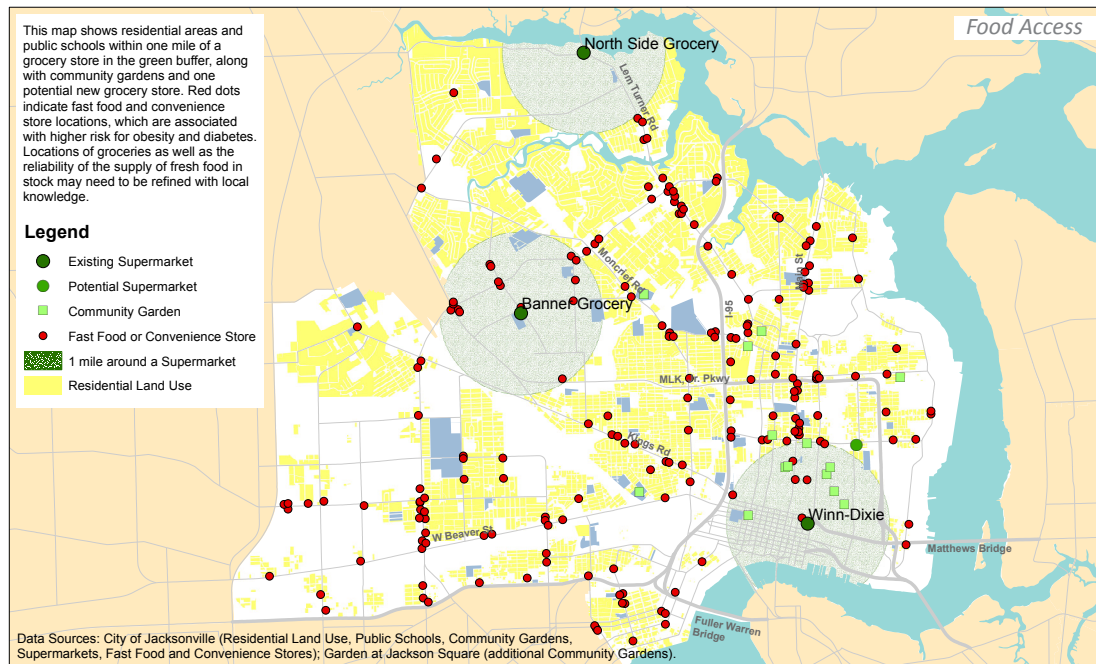 This map shows residential areas and
public schools within one mile of a
grocery store in the green buffer, along
with community gardens and one
potential new grocery store. Red dots
indicate fast food and convenience
store locations, which are associated
with higher risk for obesity and diabetes.
Locations of groceries as well as the
reliability of the supply of fresh food in
stock may need to be refined with local
knowledge.
Legend
Existing Supermarket
Potential Supermarket
Community Garden
Fast Food or Convenience Store
1 mile around a Supermarket
Residential Land Use
Food Access
North Side Grocery
Lem Turner Rd
Moncrief Rd
Main St
I-95
Banner Grocery
MLK, Jr. Pkwy
Kings Rd
Winn-Dixie
W Beaver St
Matthews Bridge
Fuller Warren
Bridge
Data Sources: City of Jacksonville (Residential Land Use, Public Schools, Community Gardens,
Supermarkets, Fast Food and Convenience Stores); Garden at Jackson Square (additional Community Gardens).